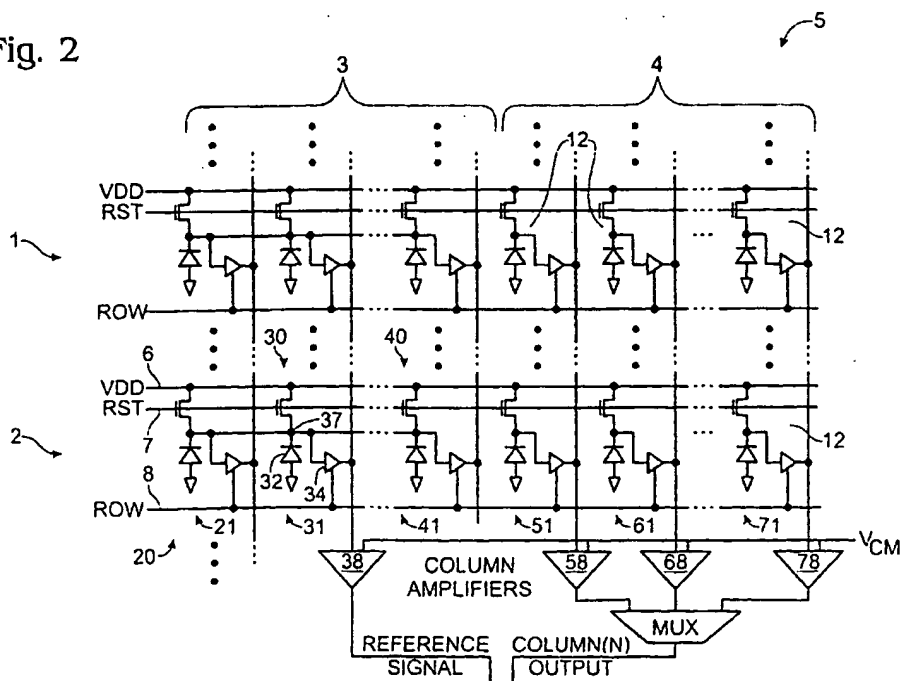 5
Fig. 2
3 4
12
VDD
RST
1
12
ROW
30 40
6
VDD
RST
37
7
2
12
8
32
34
ROW
21 31 41 51 61 71
20
38 COLUMN AMPLIFIERS 58 68 78 VCM
MUX
REFERENCE SIGNAL
COLUMN(N) OUTPUT